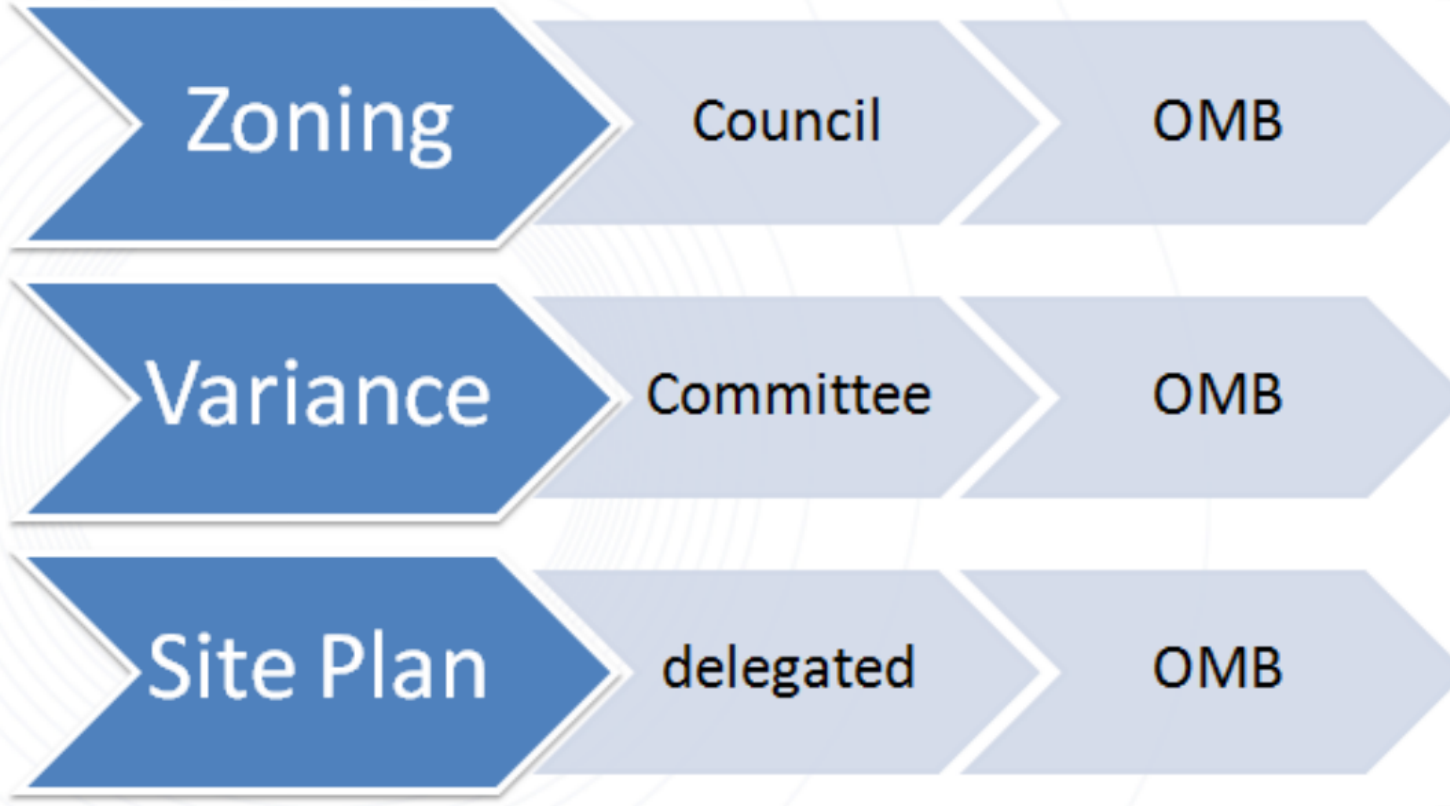 Zoning
Council
OMB
Variance
Committee
OMB
Site Plan
delegated
OMB